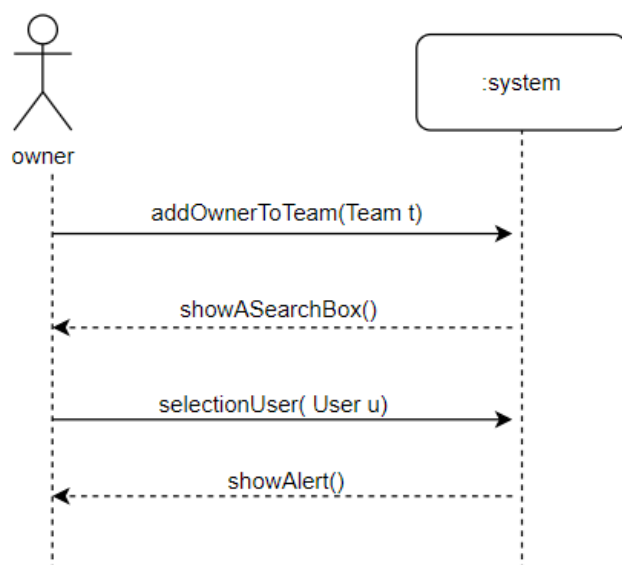 :system
owner
addOwnerToTeam(Team t)
showASearchBox()
selectionUser( User u)
showAlert()